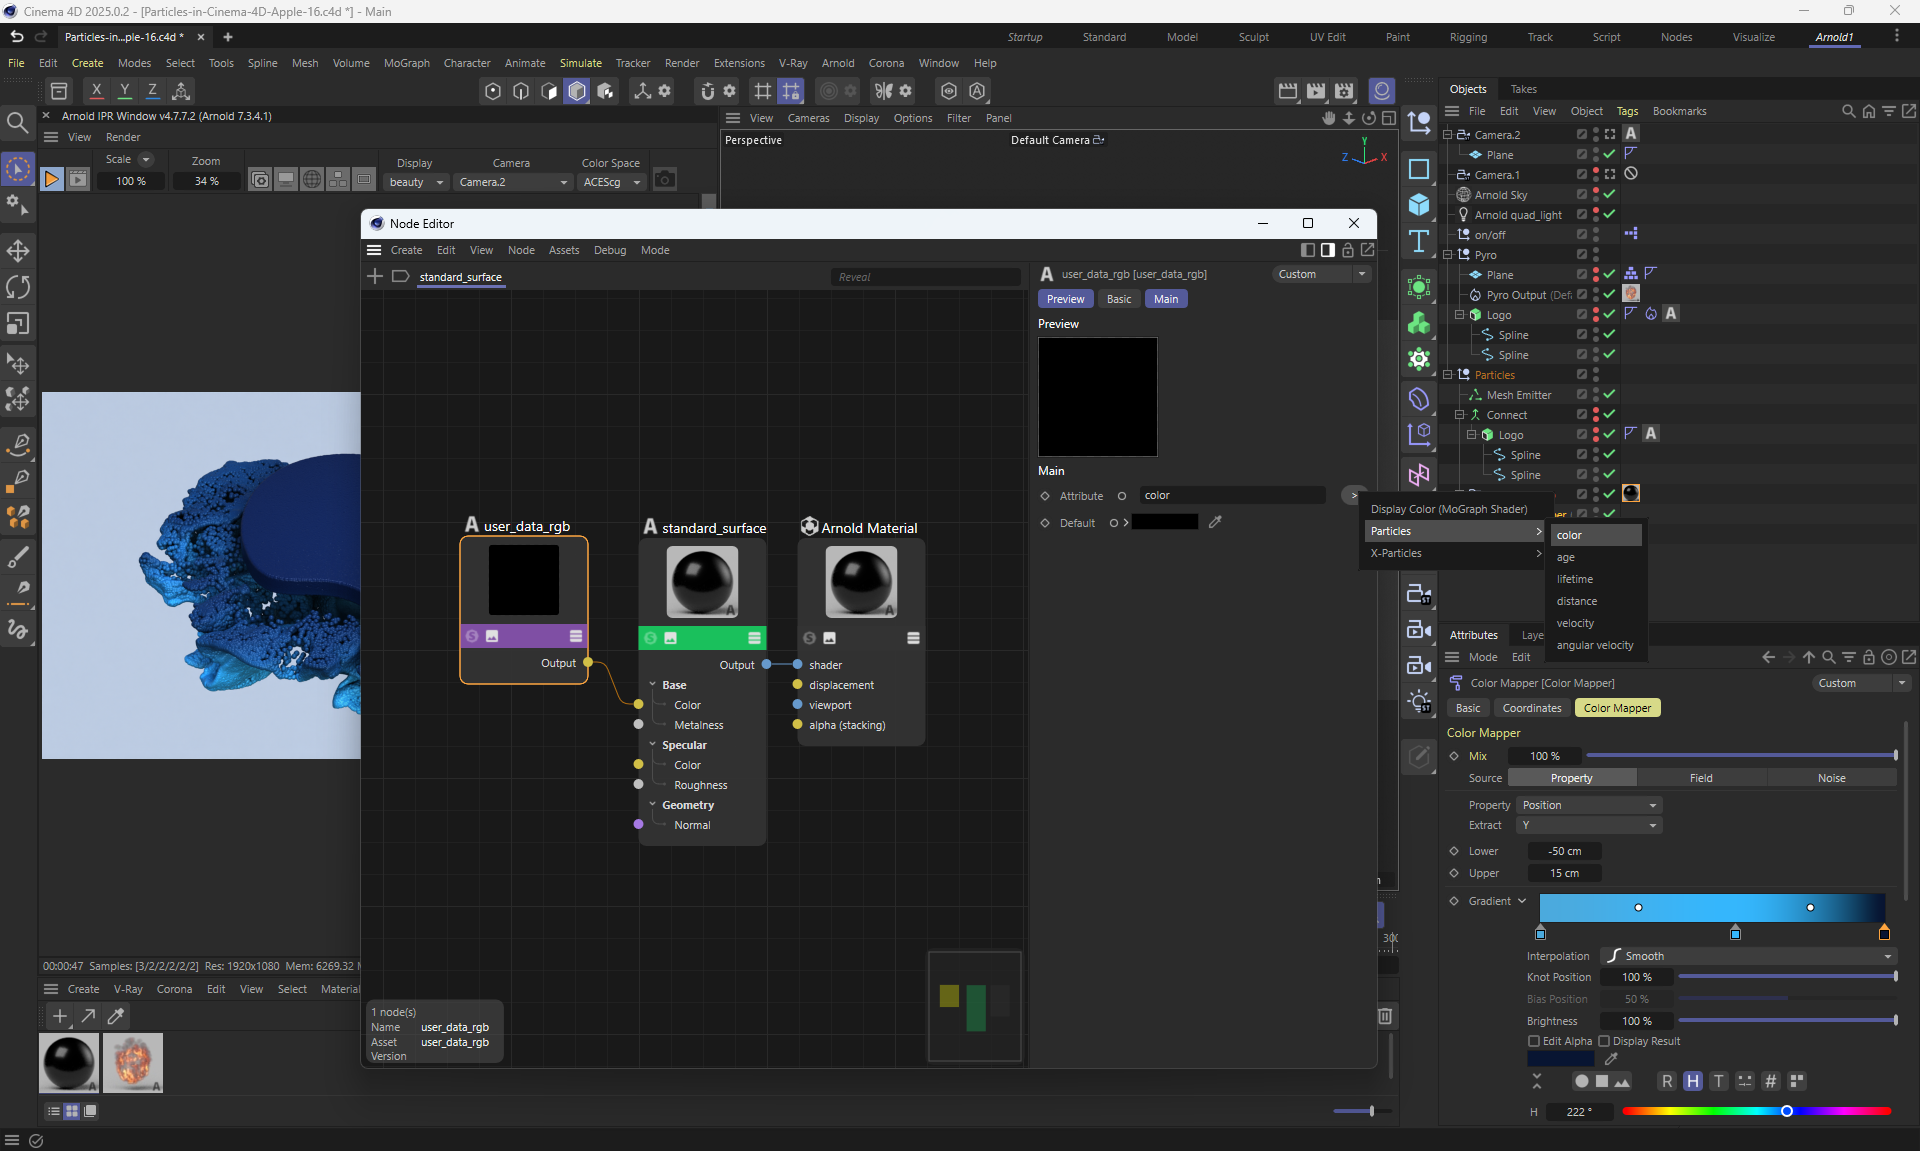 Cinema 4D 2025.0.2 - [Particles-in-Cinema-4D-Apple-16.c4d *] - Main
Particles-in...ple-16.c4d *
Startup Standard Model Sculpt UV Edit Paint Rigging Track Script Nodes Visualize Arnold1
File Edit Create Modes Select Tools Spline Mesh Volume MoGraph Character Animate Simulate Tracker Render Extensions V-Ray Arnold Corona Window Help
X Y Z
Objects Takes
File Edit View Object Tags Bookmarks
Arnold IPR Window v4.7.7.2 (Arnold 7.3.4.1)
View Render
Scale Zoom Display Camera Color Space
100 % 34 % beauty Camera.2 ACEScg
View Cameras Display Options Filter Panel
Perspective Default Camera
Y
Z X
Camera.2 A
Plane
Camera.1
Arnold Sky
Arnold quad_light
on/off
Pyro
Plane
Pyro Output (Def
Logo A
Spline
Spline
Particles
Mesh Emitter
Connect
Logo A
Spline
Spline
Node Editor
Create Edit View Node Assets Debug Mode
standard_surface
Reveal
A user_data_rgb [user_data_rgb] Custom
Preview Basic Main
Preview
Main
Attribute color
Default
Display Color (MoGraph Shader)
Particles
X-Particles
color
age
lifetime
distance
velocity
angular velocity
A user_data_rgb
S
Output
A standard_surface
A
S
Output
Base
Color
Metalness
Specular
Color
Roughness
Geometry
Normal
Arnold Material
A
S
shader
displacement
viewport
alpha (stacking)
1 node(s)
Name user_data_rgb
Asset user_data_rgb
Version
00:00:47 Samples: [3/2/2/2/2/2] Res: 1920x1080 Mem: 6269.32
Create V-Ray Corona Edit View Select Material
A A
T
ST
300
Attributes Laye
Mode Edit
Color Mapper [Color Mapper] Custom
Basic Coordinates Color Mapper
Color Mapper
Mix 100 %
Source Property Field Noise
Property Position
Extract Y
Lower -50 cm
Upper 15 cm
Gradient
Interpolation Smooth
Knot Position 100 %
Bias Position 50 %
Brightness 100 %
Edit Alpha Display Result
R H T #
H 222 °